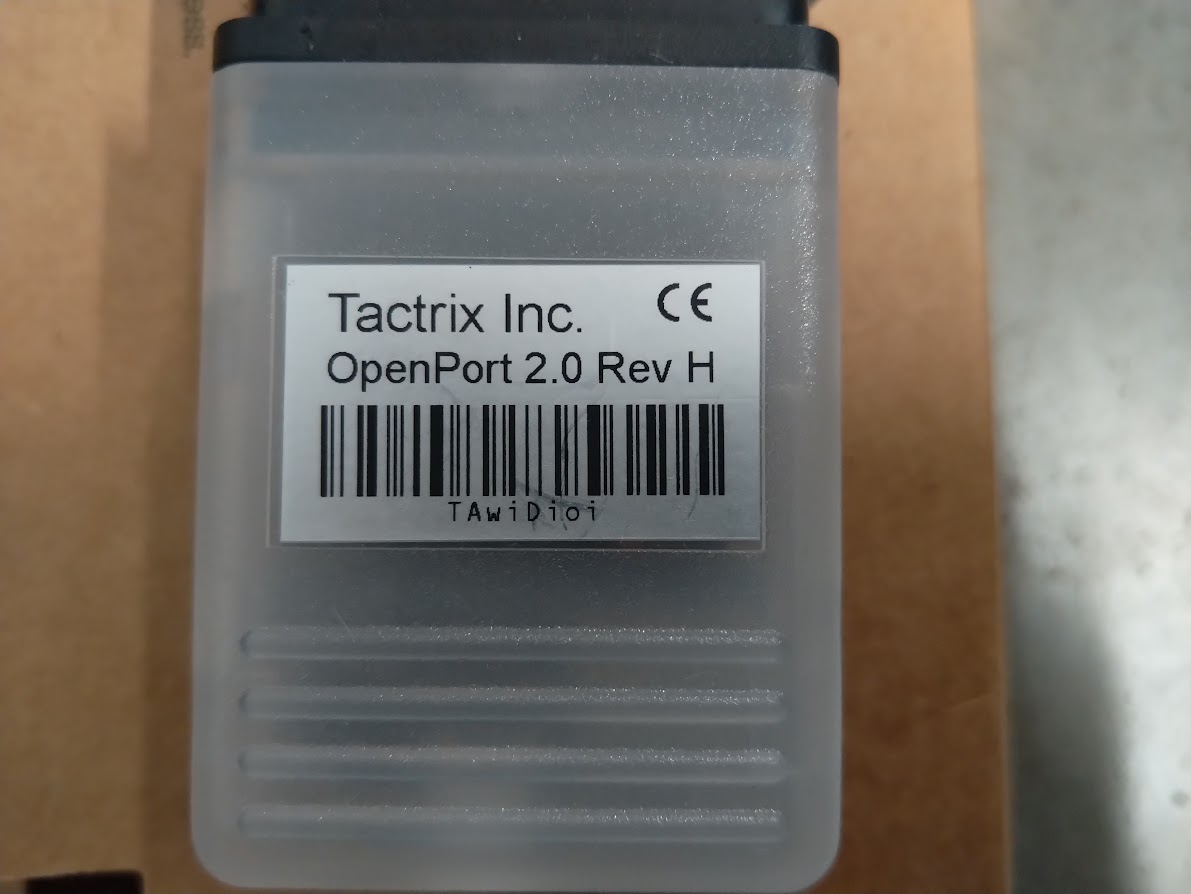 Tactrix Inc. CE
OpenPort 2.0 Rev H
TAwiDioi